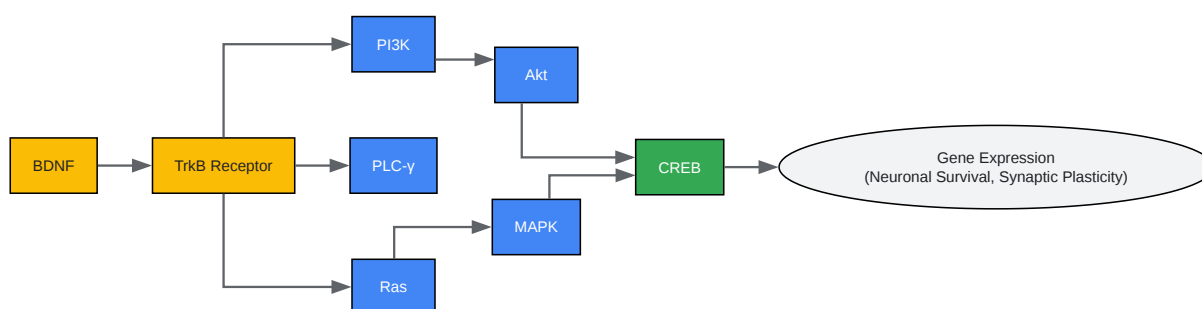 PI3K
Akt
BDNF
TrkB Receptor
PLC-γ
CREB
Gene Expression
(Neuronal Survival, Synaptic Plasticity)
MAPK
Ras